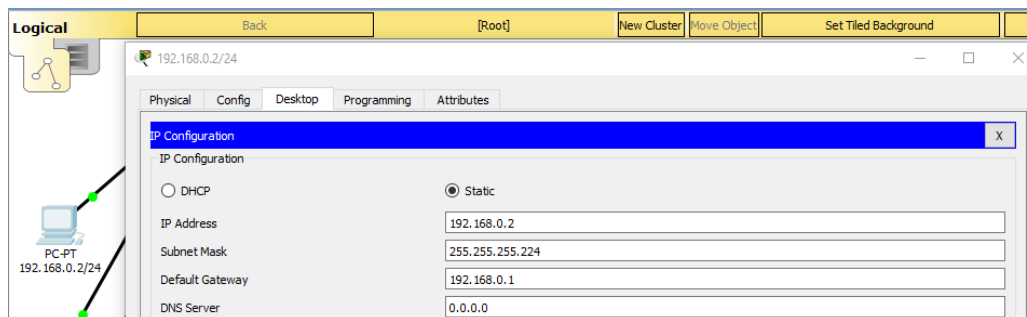 Logical Back [Root] New Cluster Move Object Set Tiled Background
192.168.0.2/24
Physical Config Desktop Programming Attributes
IP Configuration X
IP Configuration
DHCP Static
IP Address 192.168.0.2
Subnet Mask 255.255.255.224
Default Gateway 192.168.0.1
DNS Server 0.0.0.0
PC-PT
192.168.0.2/24